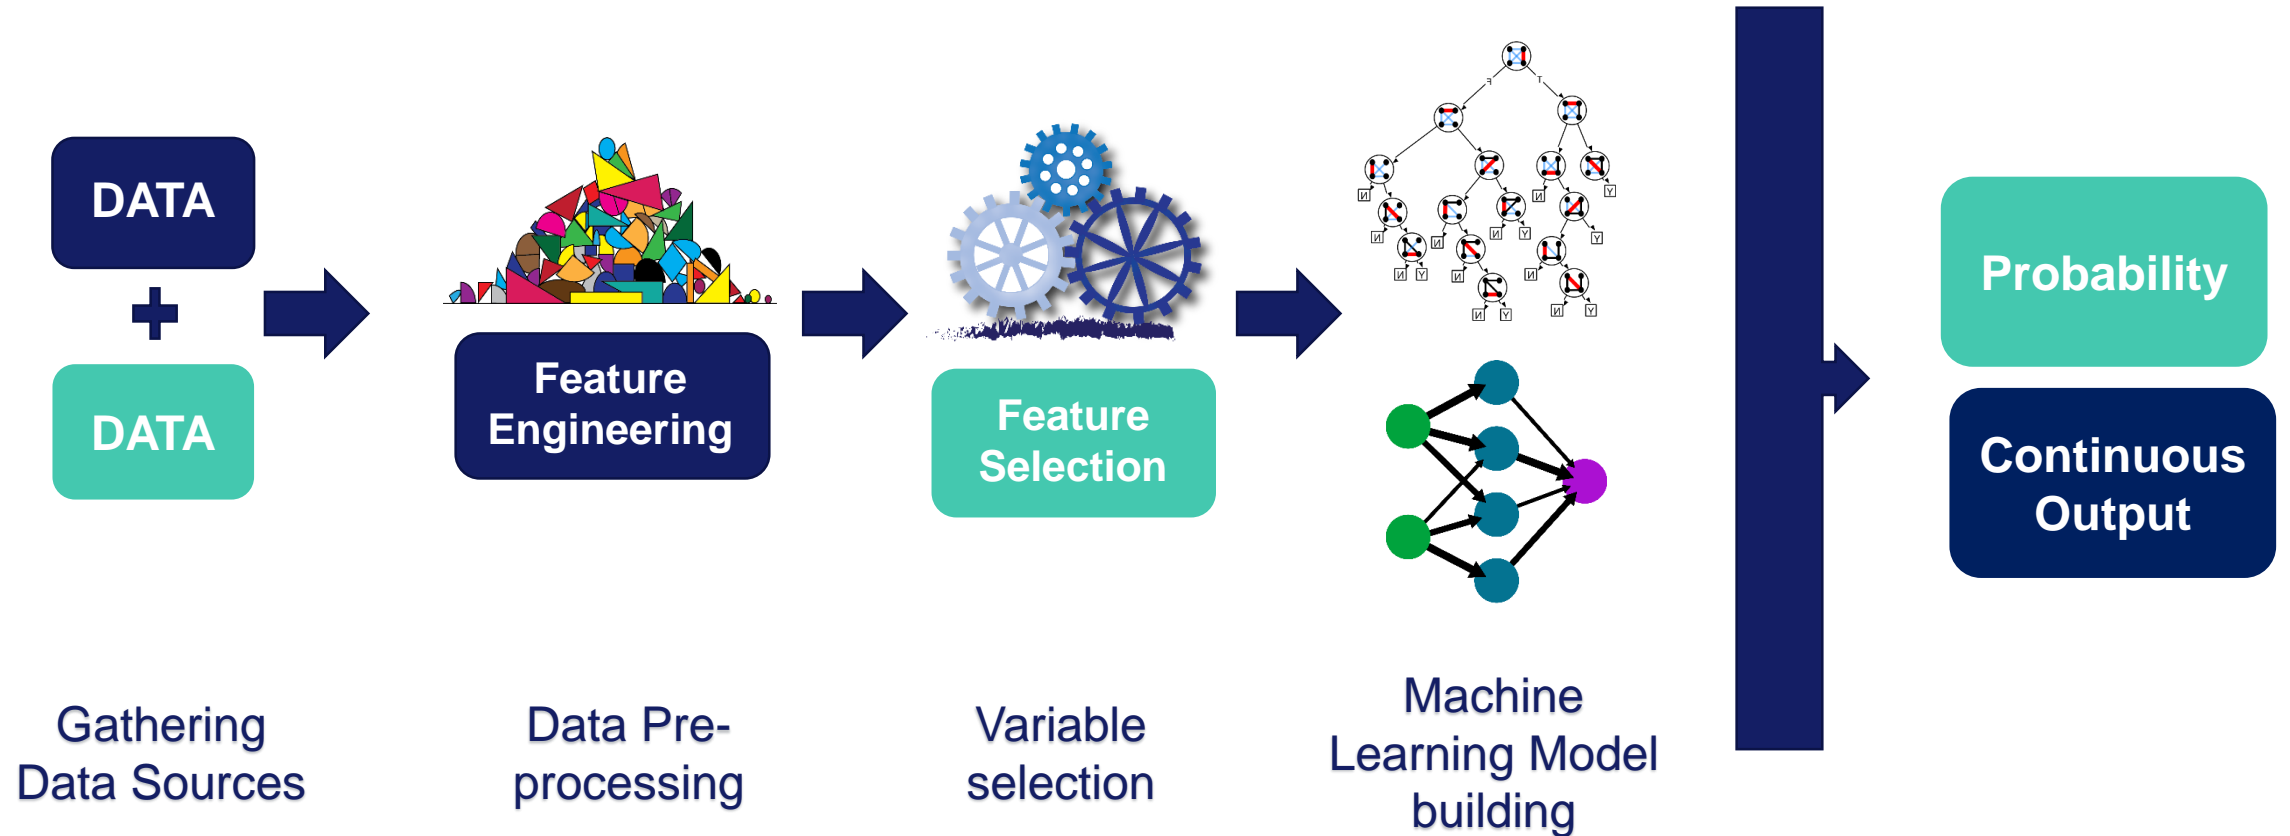 DATA
+
DATA
Feature
Engineering
Feature
Selection
Probability
Continuous
Output
Gathering
Data Sources
Data Pre-
processing
Variable
selection
Machine
Learning Model
building